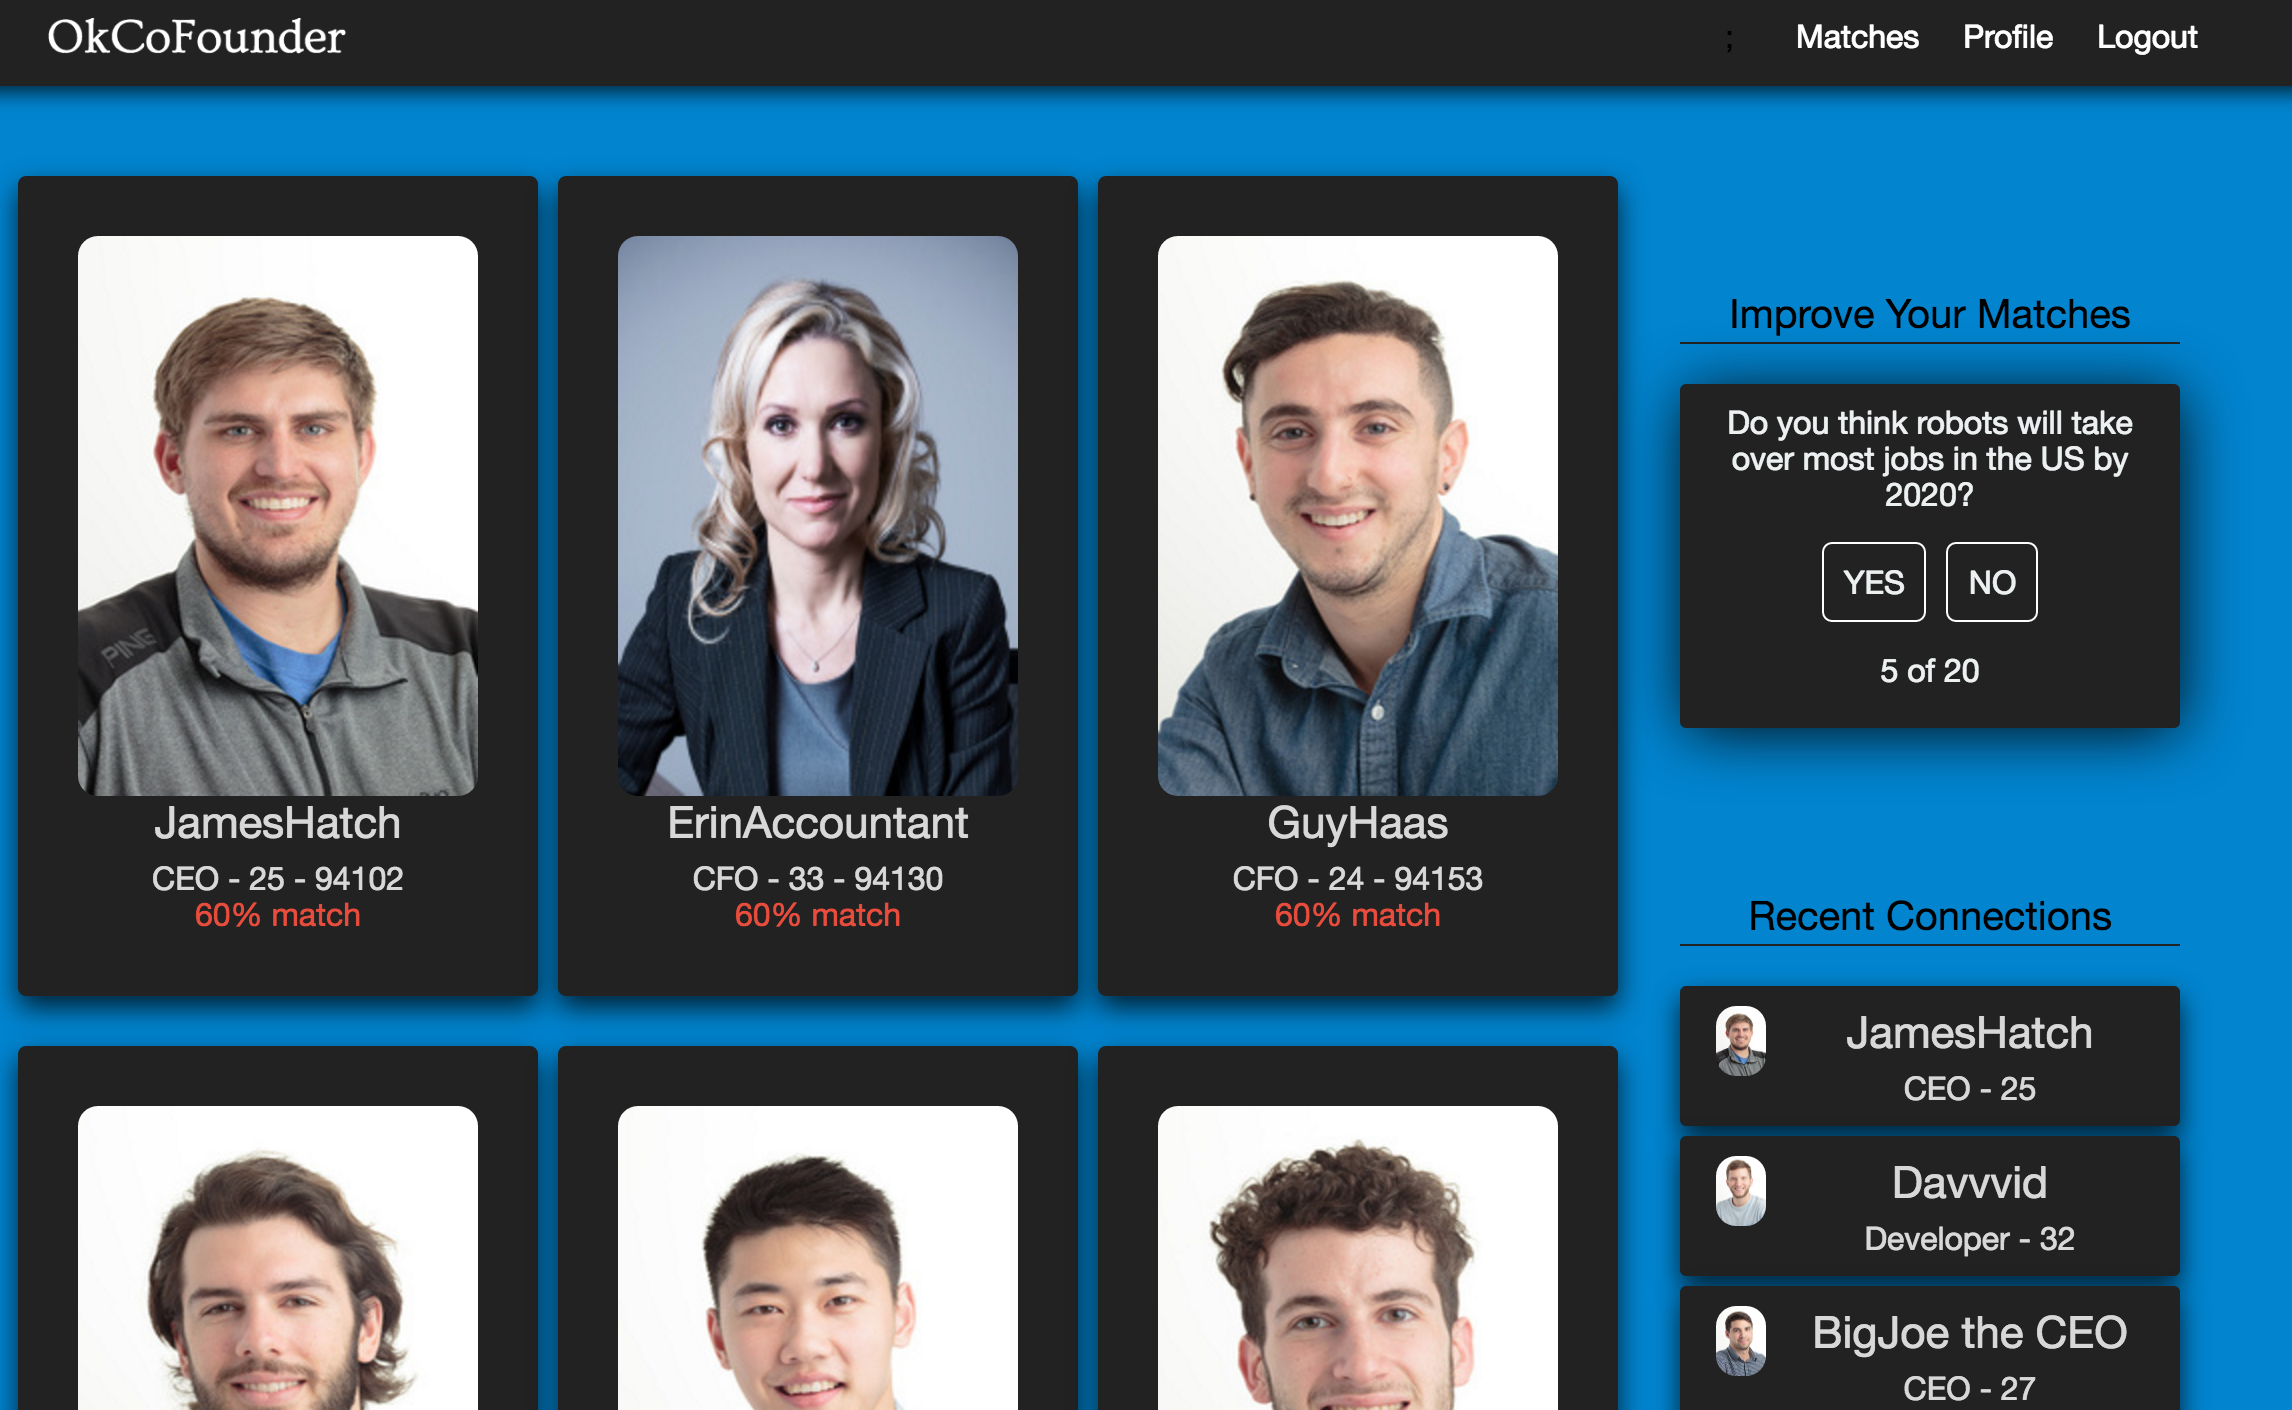 OkCoFounder
; Matches Profile Logout
JamesHatch
CEO - 25 - 94102
60% match
ErinAccountant
CFO - 33 - 94130
60% match
GuyHaas
CFO - 24 - 94153
60% match
PING
Improve Your Matches
Do you think robots will take
over most jobs in the US by
2020?
YES NO
5 of 20
Recent Connections
JamesHatch
CEO - 25
Davvvid
Developer - 32
BigJoe the CEO
CEO - 27